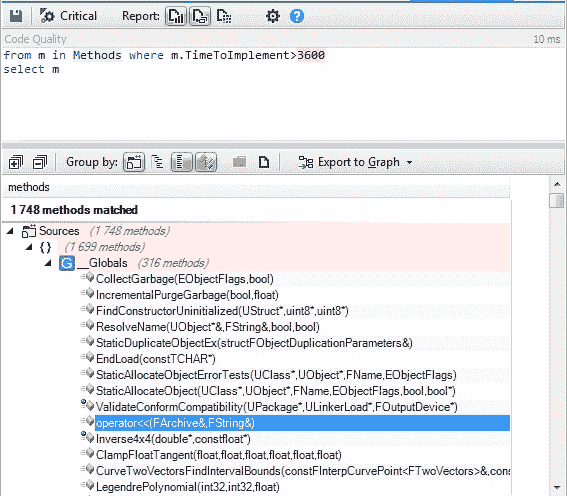 Critical Report:
Code Quality 10 ms
from m in Methods where m.TimeToImplement>3600
select m
Group by: Export to Graph
methods
1 748 methods matched
Sources (1 748 methods)
{ } (1 699 methods)
G __Globals (316 methods)
CollectGarbage(EObjectFlags,bool)
IncrementalPurgeGarbage(bool,float)
FindConstructorUninitialized(UStruct*,uint8*,uint8*)
ResolveName(UObject*&,FString&,bool,bool)
StaticDuplicateObjectEx(structFObjectDuplicationParameters&)
EndLoad(constTCHAR*)
StaticAllocateObjectErrorTests(UClass*,UObject*,FName,EObjectFlags)
StaticAllocateObject(UClass*,UObject*,FName,EObjectFlags,bool,bool*)
ValidateConformCompatibility(UPackage*,ULinkerLoad*,FOutputDevice*)
operator<<(FArchive&,FString&)
Inverse4x4(double*,constfloat*)
ClampFloatTangent(float,float,float,float,float,float)
CurveTwoVectorsFindIntervalBounds(constFInterpCurvePoint<FTwoVectors>&,cons
LegendrePolynomial(int32,int32,float)